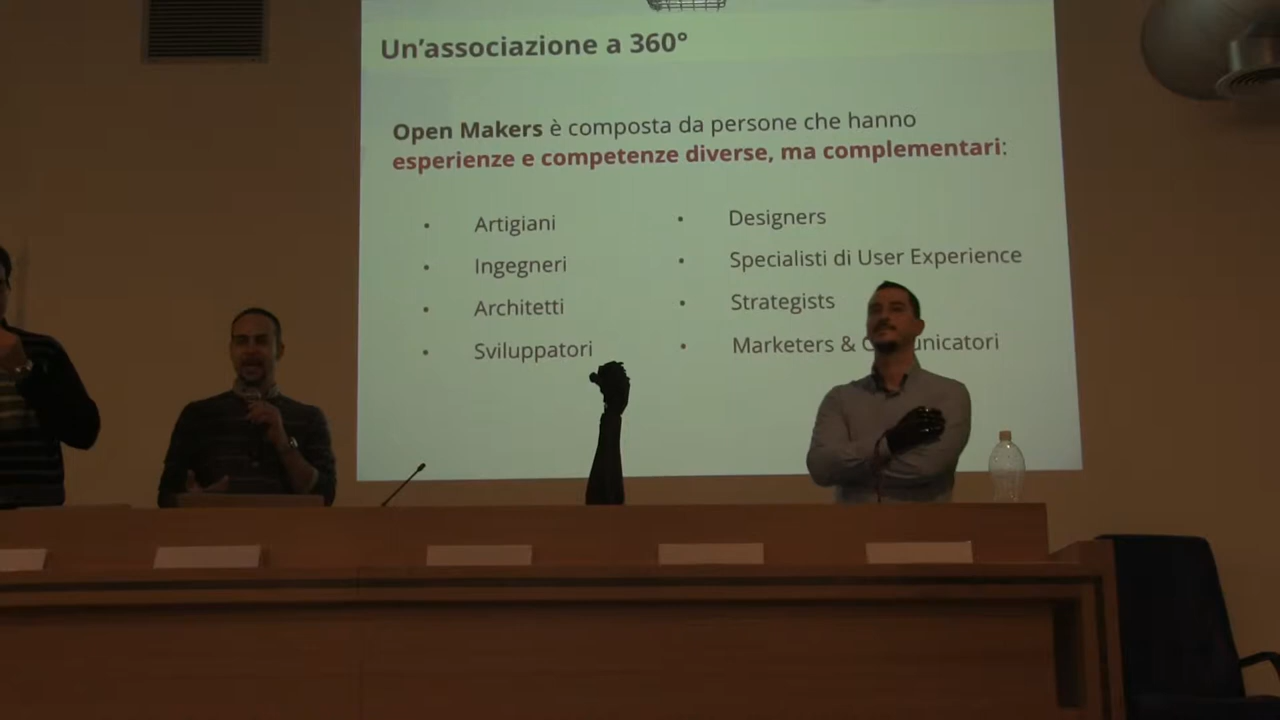 Un'associazione a 360°
Open Makers è composta da persone che hanno
esperienze e competenze diverse, ma complementari:
• Artigiani
• Ingegneri
• Architetti
• Sviluppatori
• Designers
• Specialisti di User Experience
• Strategists
• Marketers &